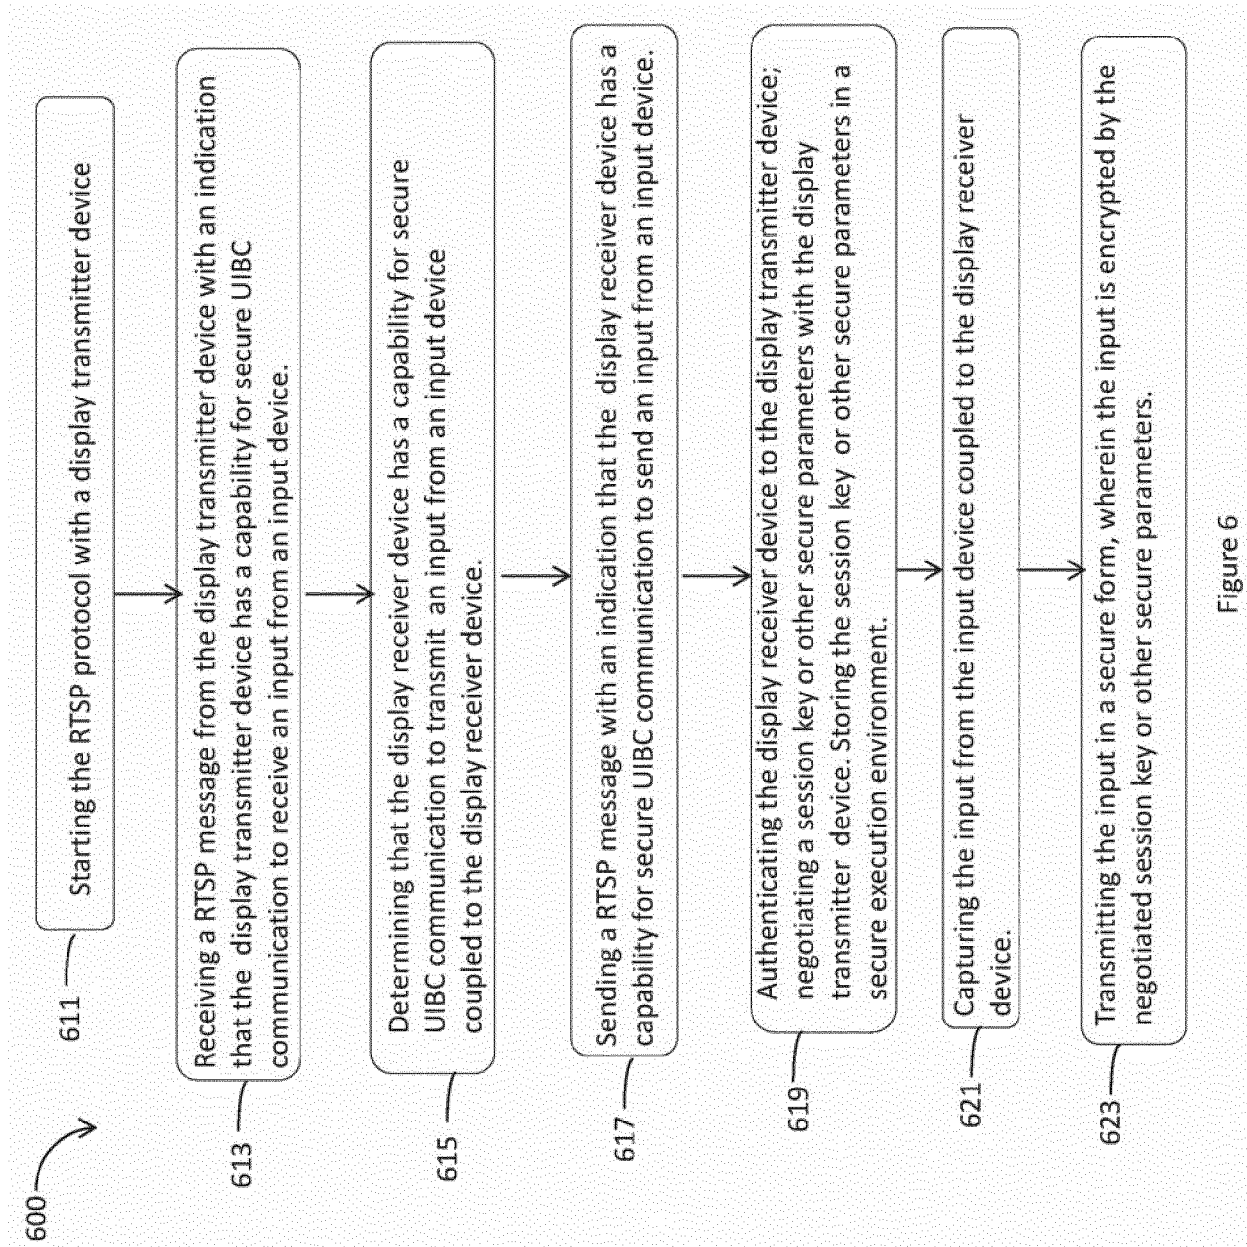 600
611
Starting the RTSP protocol with a display transmitter device
613
Receiving a RTSP message from the display transmitter device with an indication
that the display transmitter device has a capability for secure UIBC
communication to receive an input from an input device.
615
Determining that the display receiver device has a capability for secure
UIBC communication to transmit an input from an input device
coupled to the display receiver device.
617
Sending a RTSP message with an indication that the display receiver device has a
capability for secure UIBC communication to send an input from an input device.
619
Authenticating the display receiver device to the display transmitter device;
negotiating a session key or other secure parameters with the display
transmitter device. Storing the session key or other secure parameters in a
secure execution environment.
621
Capturing the input from the input device coupled to the display receiver
device.
623
Transmitting the input in a secure form, wherein the input is encrypted by the
negotiated session key or other secure parameters.
Figure 6